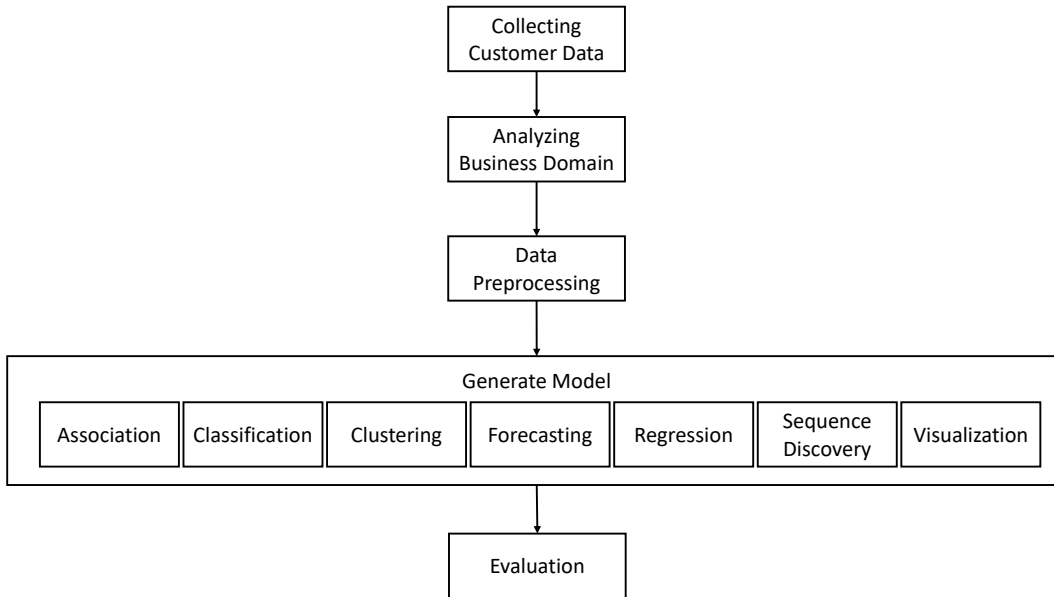 Collecting
Customer Data
Analyzing
Business Domain
Data
Preprocessing
Generate Model
Association
Classification
Clustering
Forecasting
Regression
Sequence
Discovery
Visualization
Evaluation